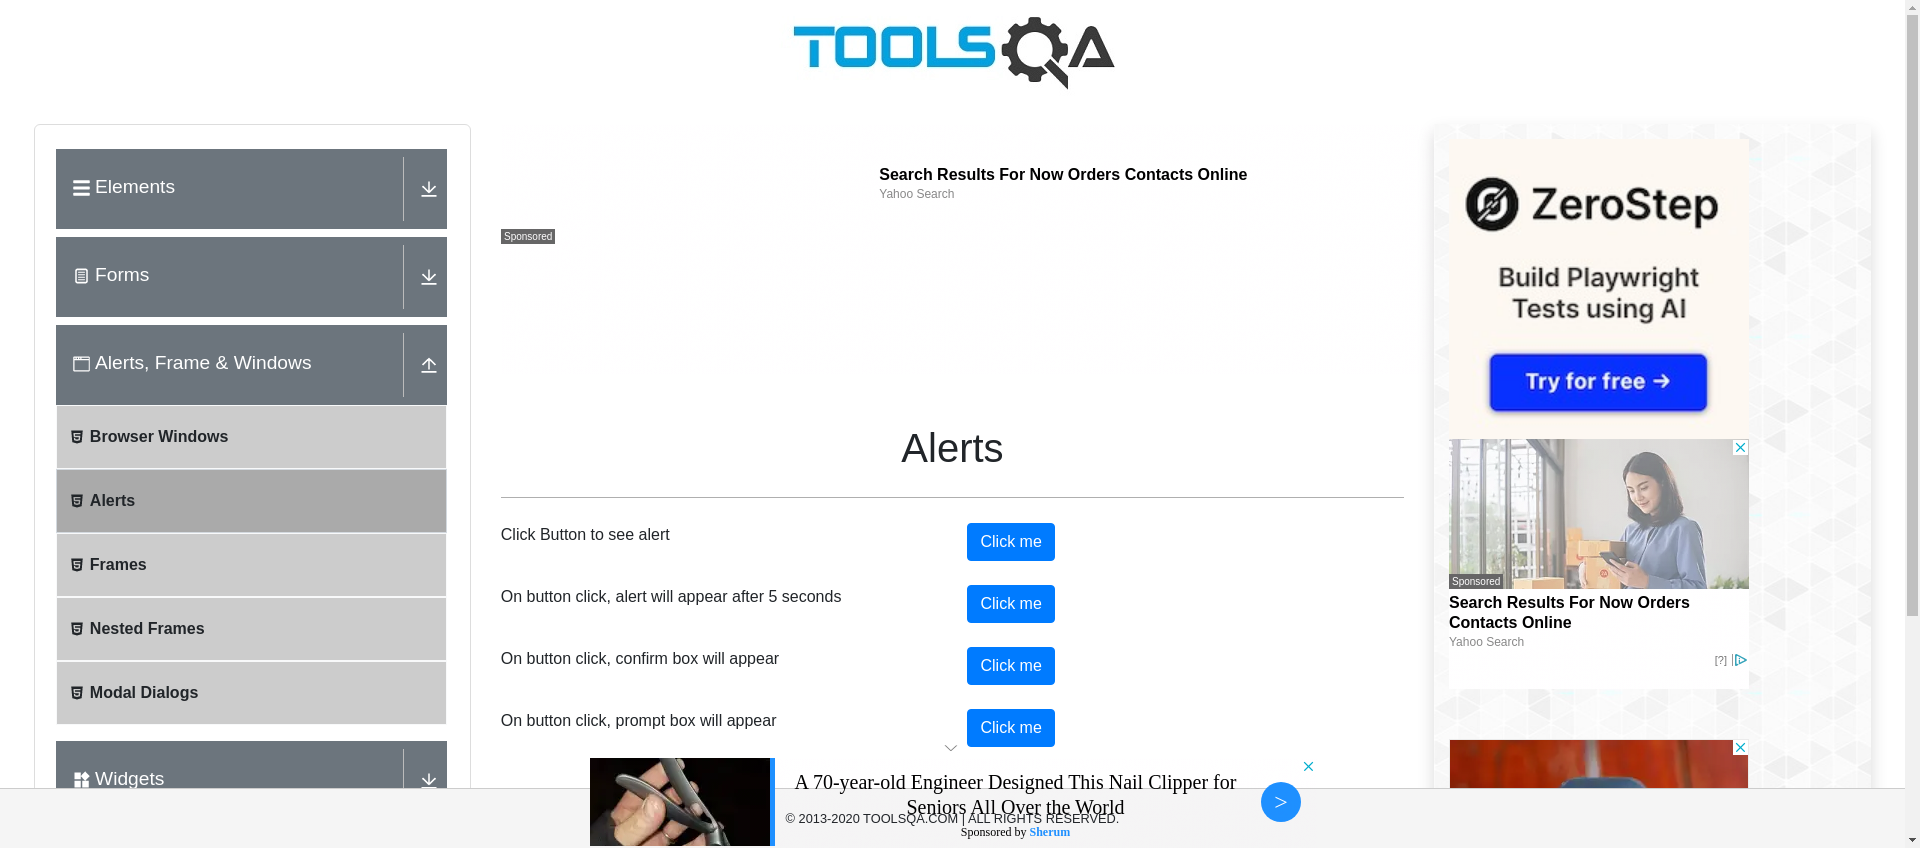 TOOLSQA
Elements
Forms
Alerts, Frame & Windows
Browser Windows
Alerts
Frames
Nested Frames
Modal Dialogs
Widgets
Search Results For Now Orders Contacts Online
Yahoo Search
Sponsored
Alerts
Click Button to see alert
Click me
On button click, alert will appear after 5 seconds
Click me
On button click, confirm box will appear
Click me
On button click, prompt box will appear
Click me
ZeroStep
Build Playwright
Tests using AI
Try for free →
Sponsored
Search Results For Now Orders
Contacts Online
Yahoo Search
[?]
A 70-year-old Engineer Designed This Nail Clipper for
Seniors All Over the World
>
© 2013-2020 TOOLSQA.COM | ALL RIGHTS RESERVED.
Sponsored by Sherum